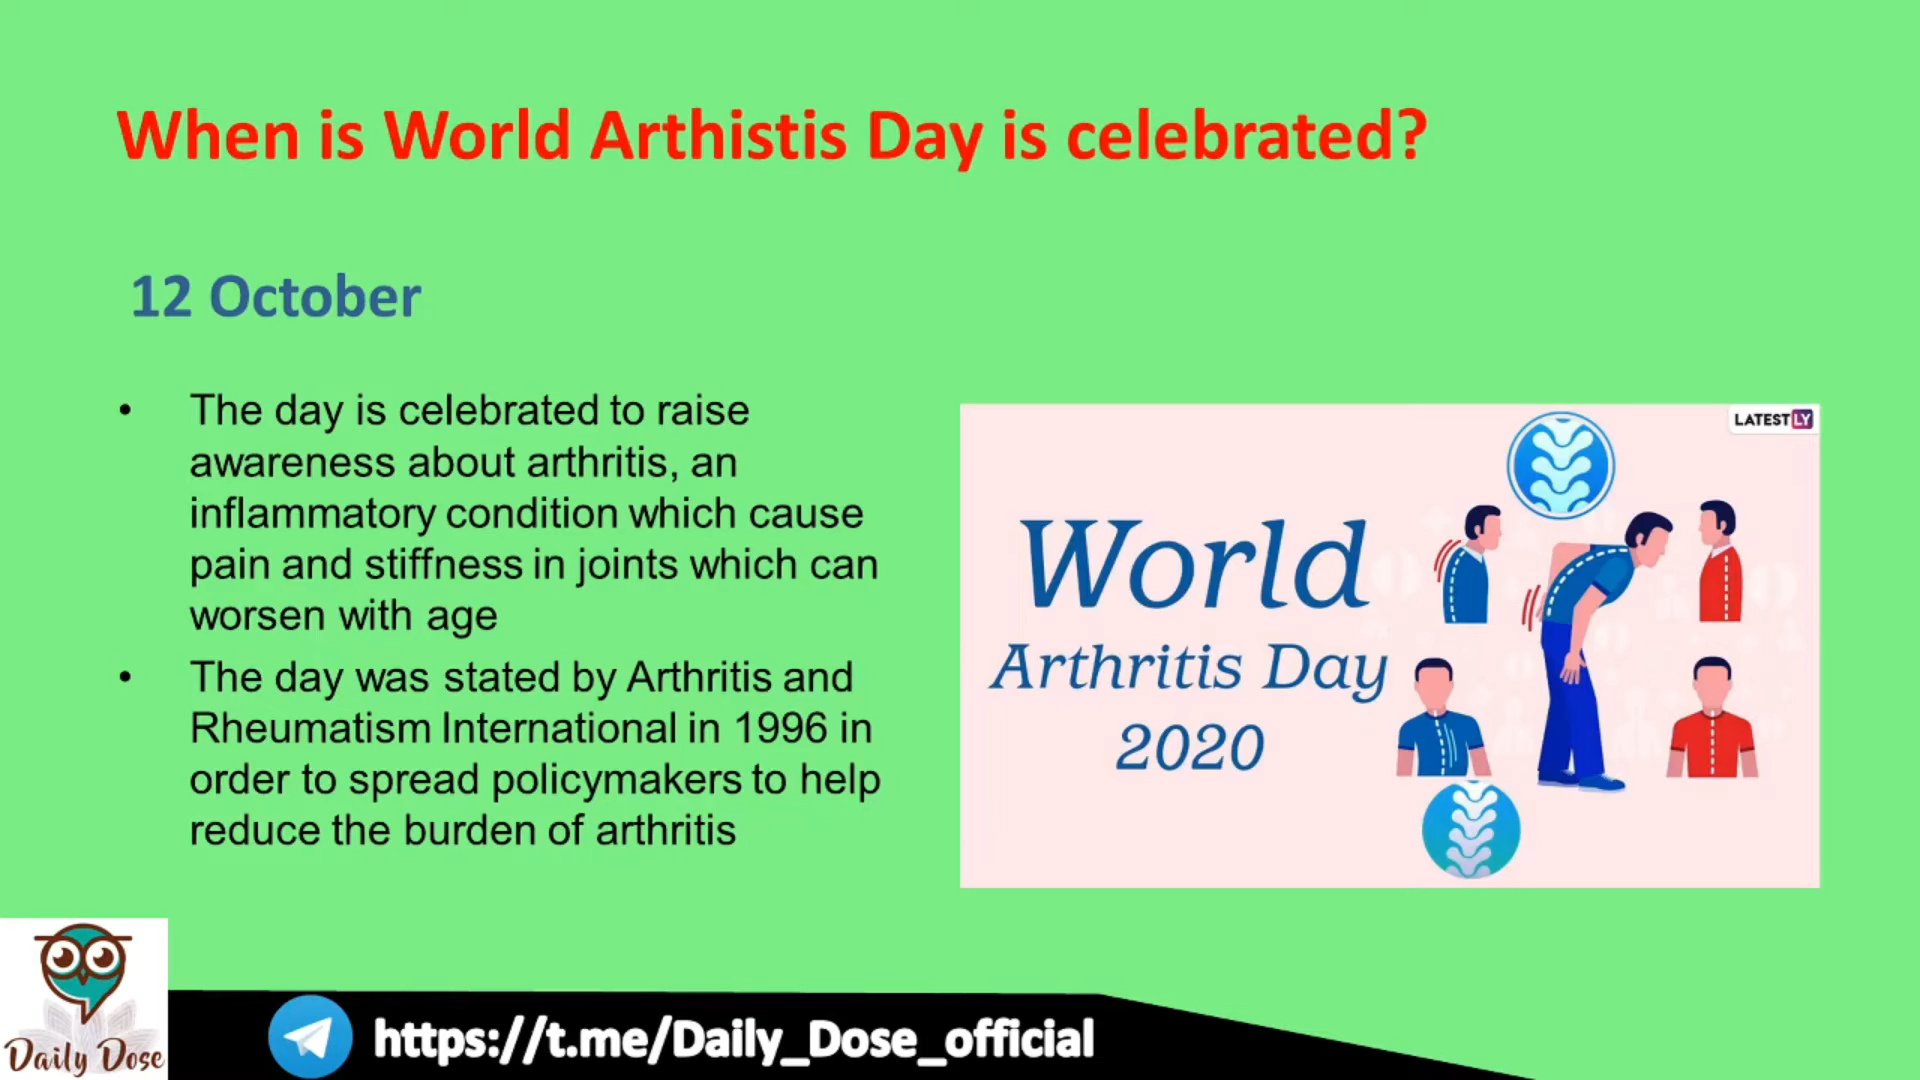 When is World Arthistis Day is celebrated?
12 October
• The day is celebrated to raise
awareness about arthritis, an
inflammatory condition which cause
pain and stiffness in joints which can
worsen with age
• The day was stated by Arthritis and
Rheumatism International in 1996 in
order to spread policymakers to help
reduce the burden of arthritis
LATESTLY
World
Arthritis Day
2020
Daily Dose
https://t.me/Daily_Dose_official